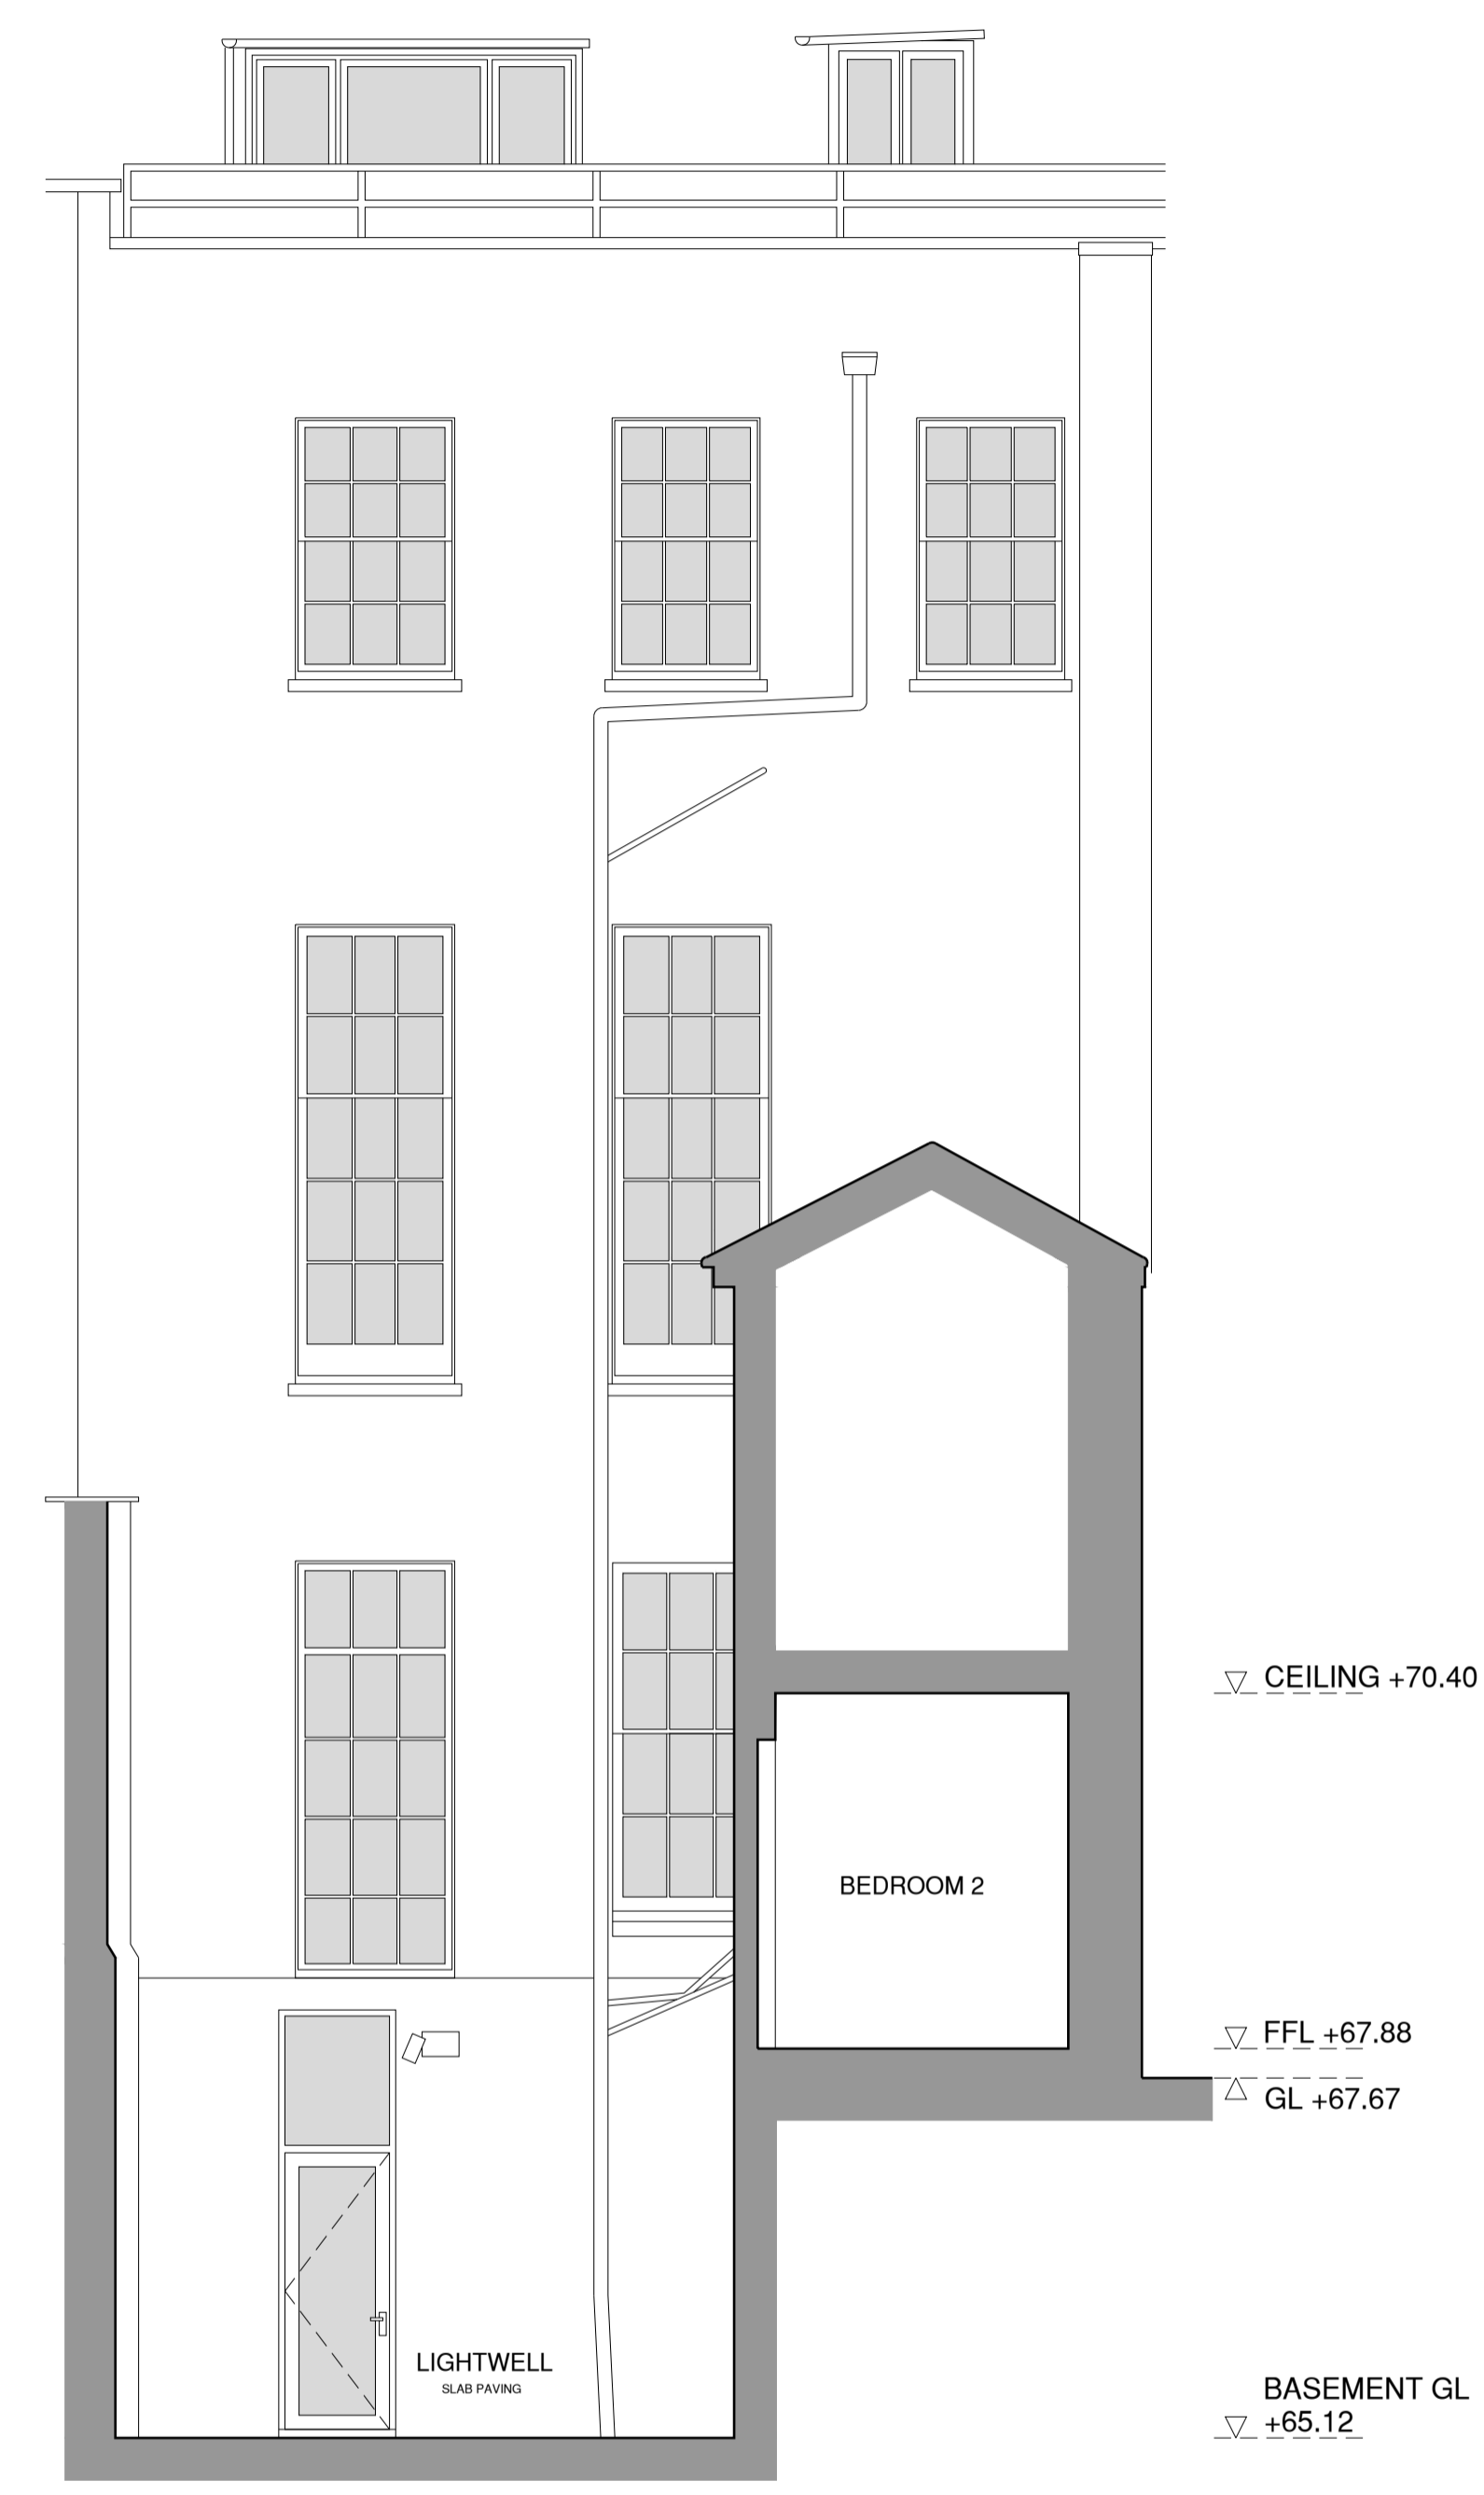 CEILING +70.40
BEDROOM 2
FFL +67.88
GL +67.67
LIGHTWELL
SLAB PAVING
BASEMENT GL
+65.12